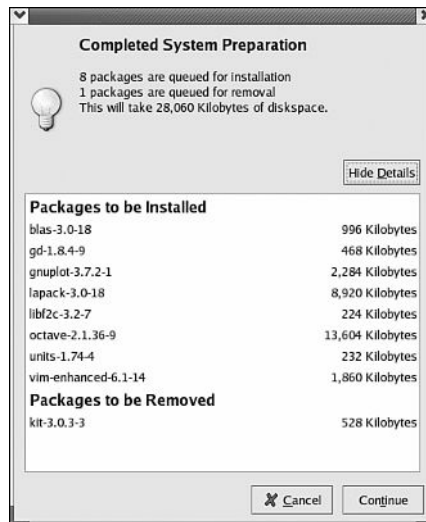 Completed System Preparation
8 packages are queued for installation
1 packages are queued for removal
This will take 28,060 Kilobytes of diskspace.
Hide Details
Packages to be Installed
blas-3.0-18 996 Kilobytes
gd-1.8.4-9 468 Kilobytes
gnuplot-3.7.2-1 2,284 Kilobytes
lapack-3.0-18 8,920 Kilobytes
libf2c-3.2-7 224 Kilobytes
octave-2.1.36-9 13,604 Kilobytes
units-1.74-4 232 Kilobytes
vim-enhanced-6.1-14 1,860 Kilobytes
Packages to be Removed
kit-3.0.3-3 528 Kilobytes
Cancel Continue